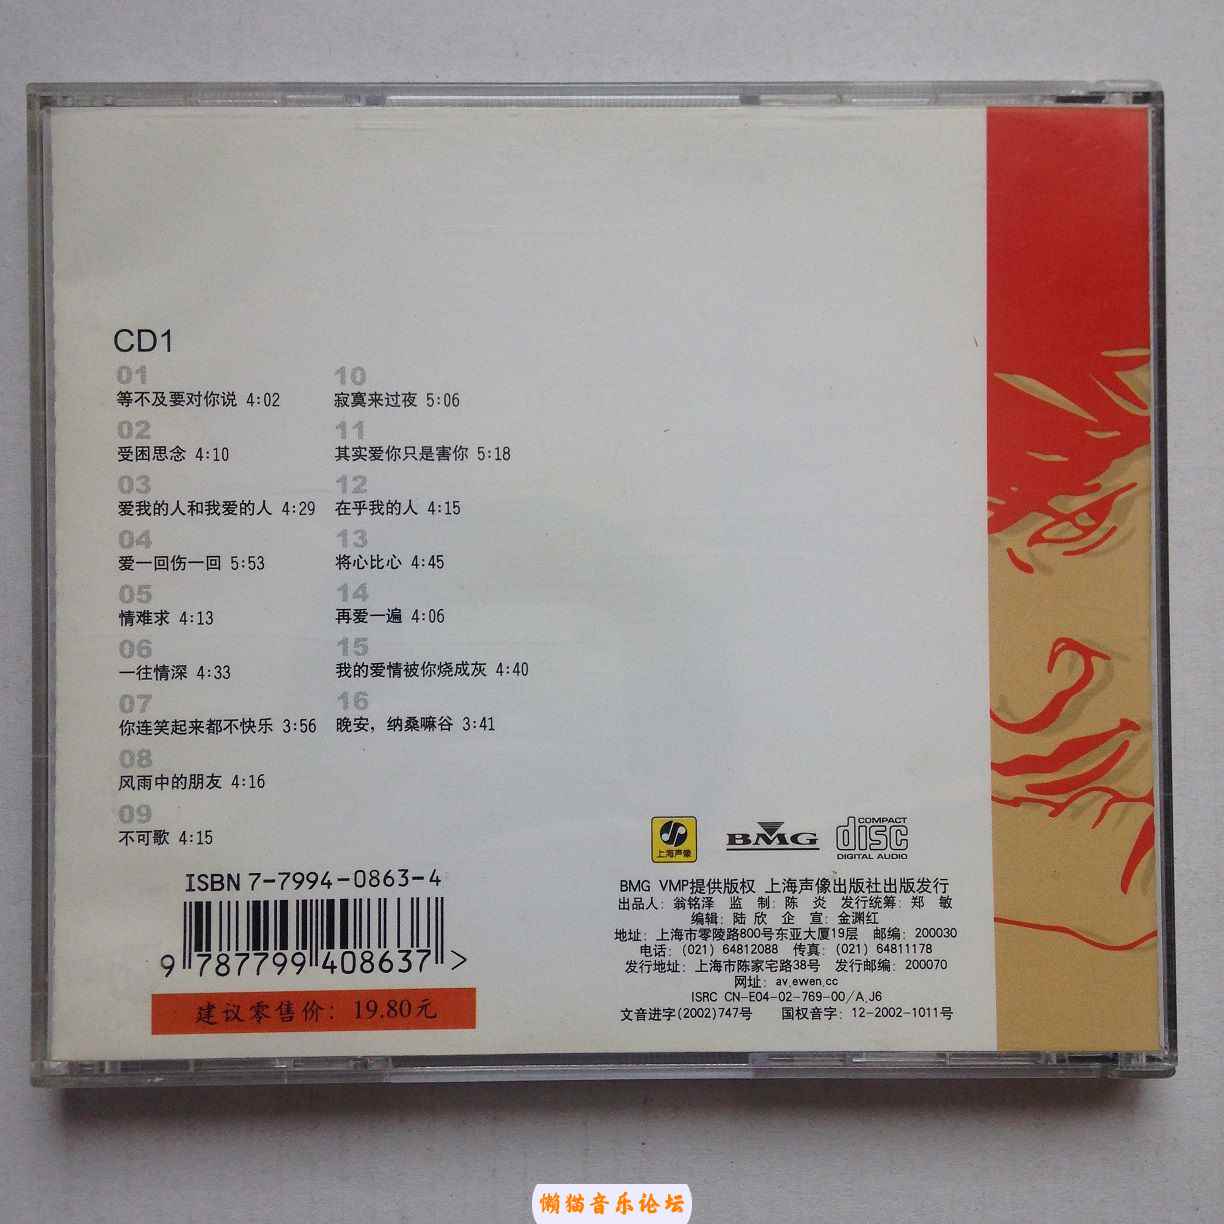 CD1
01
等不及要对你说 4:02
02
受困思念 4:10
03
爱我的人和我爱的人 4:29
04
爱一回伤一回 5:53
05
情难求 4:13
06
一往情深 4:33
07
你连笑起来都不快乐 3:56
08
风雨中的朋友 4:16
09
不可歌 4:15
10
寂寞来过夜 5:06
11
其实爱你只是害你 5:18
12
在乎我的人 4:15
13
将心比心 4:45
14
再爱一遍 4:06
15
我的爱情被你烧成灰 4:40
16
晚安，纳桑嘛谷 3:41
ISBN 7-7994-0863-4
9 787799 408637 >
建议零售价：19.80元
上海声像
BMG
COMPACT
disc
DIGITAL AUDIO
BMG VMP提供版权 上海声像出版社出版发行
出品人：翁铭泽 监 制：陈 炎 发行统筹：郑 敏
编辑：陆 欣 企 宣：金渊红
地址：上海市零陵路800号东亚大厦19层 邮编：200030
电话：（021）64812088 传真：（021）64811178
发行地址：上海市陈家宅路38号 发行邮编：200070
网址：av.ewen.cc
ISRC CN-E04-02-769-00/A.J6
文音进字(2002)747号 国权音字：12-2002-1011号
懒猫音乐论坛